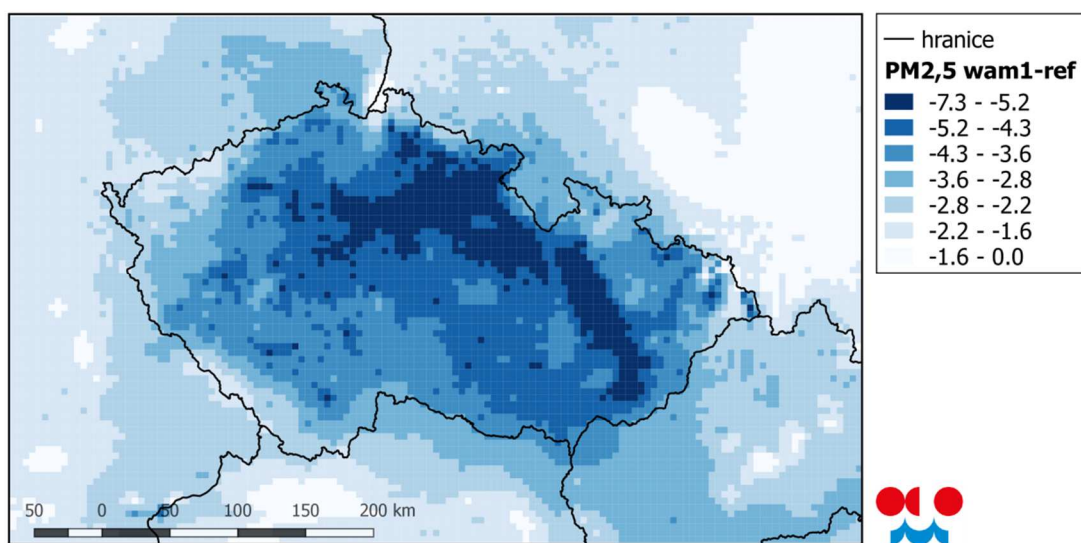 hranice
PM2,5 wam1-ref
-7.3 - -5.2
-5.2 - -4.3
-4.3 - -3.6
-3.6 - -2.8
-2.8 - -2.2
-2.2 - -1.6
-1.6 - 0.0
50 0 50 100 150 200 km